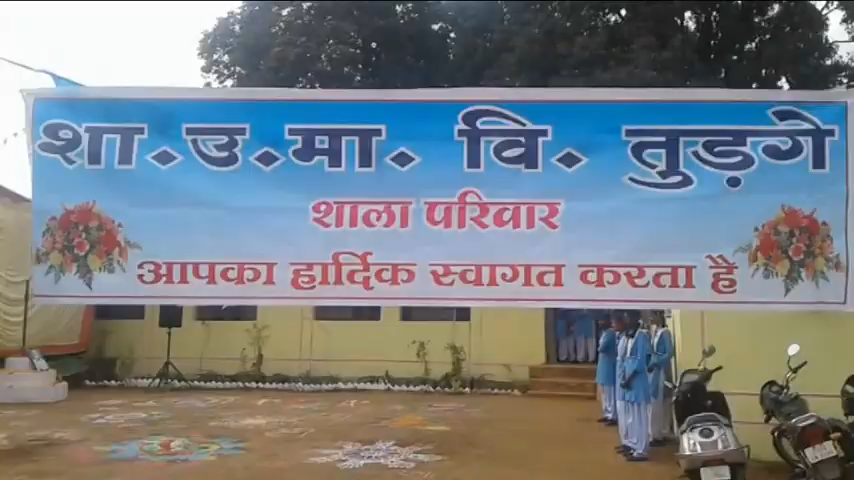 शा.उ.मा. वि. तुड़गे
शाला परिवार
आपका हार्दिक स्वागत करता है